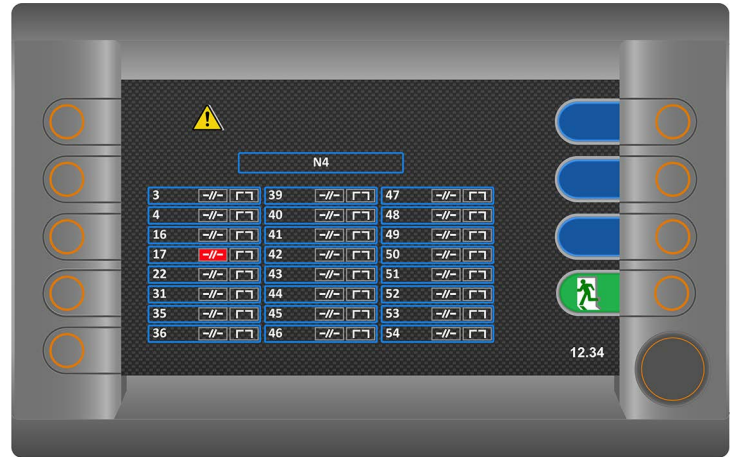 N4
3 -//- 39 -//- 47 -//-
4 -//- 40 -//- 48 -//-
16 -//- 41 -//- 49 -//-
17 -//- 42 -//- 50 -//-
22 -//- 43 -//- 51 -//-
31 -//- 44 -//- 52 -//-
35 -//- 45 -//- 53 -//-
36 -//- 46 -//- 54 -//-
12.34